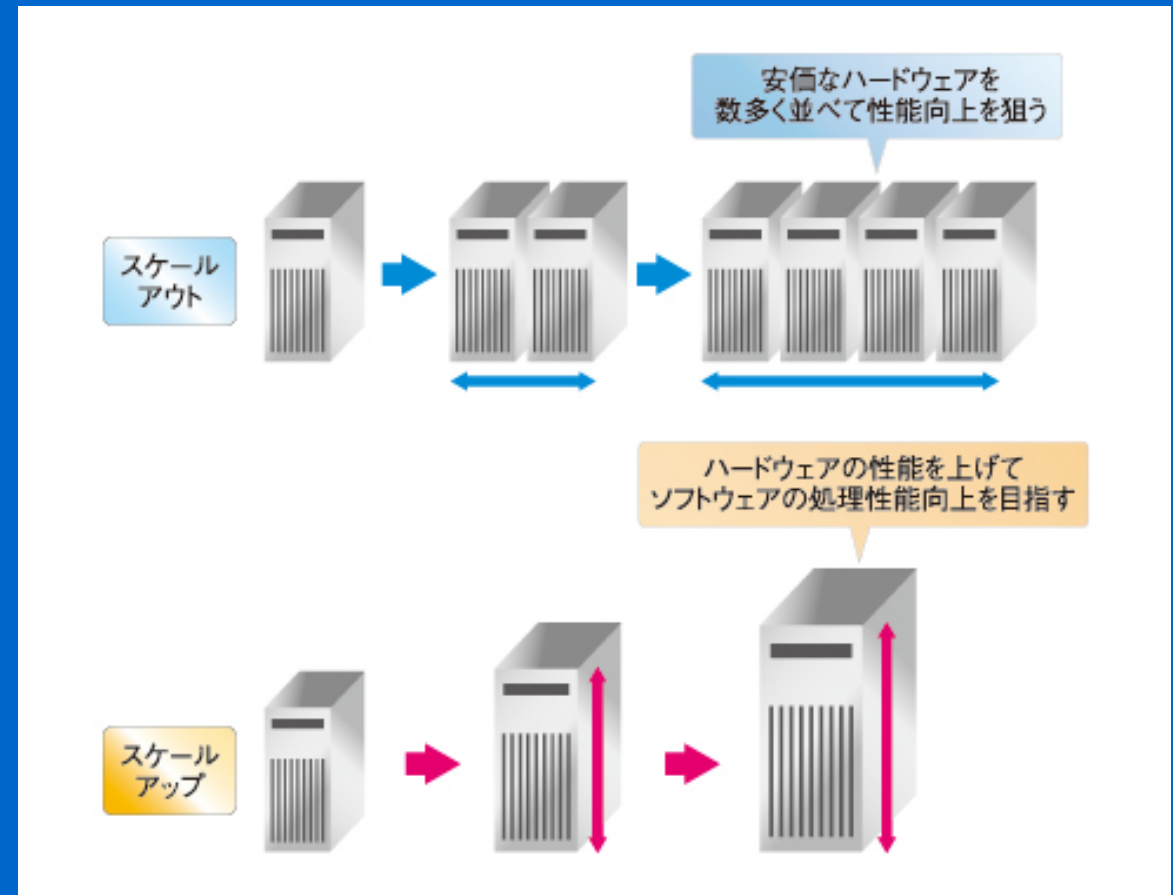 安価なハードウェアを
数多く並べて性能向上を狙う
スケール
アウト
ハードウェアの性能を上げて
ソフトウェアの処理性能向上を目指す
スケール
アップ